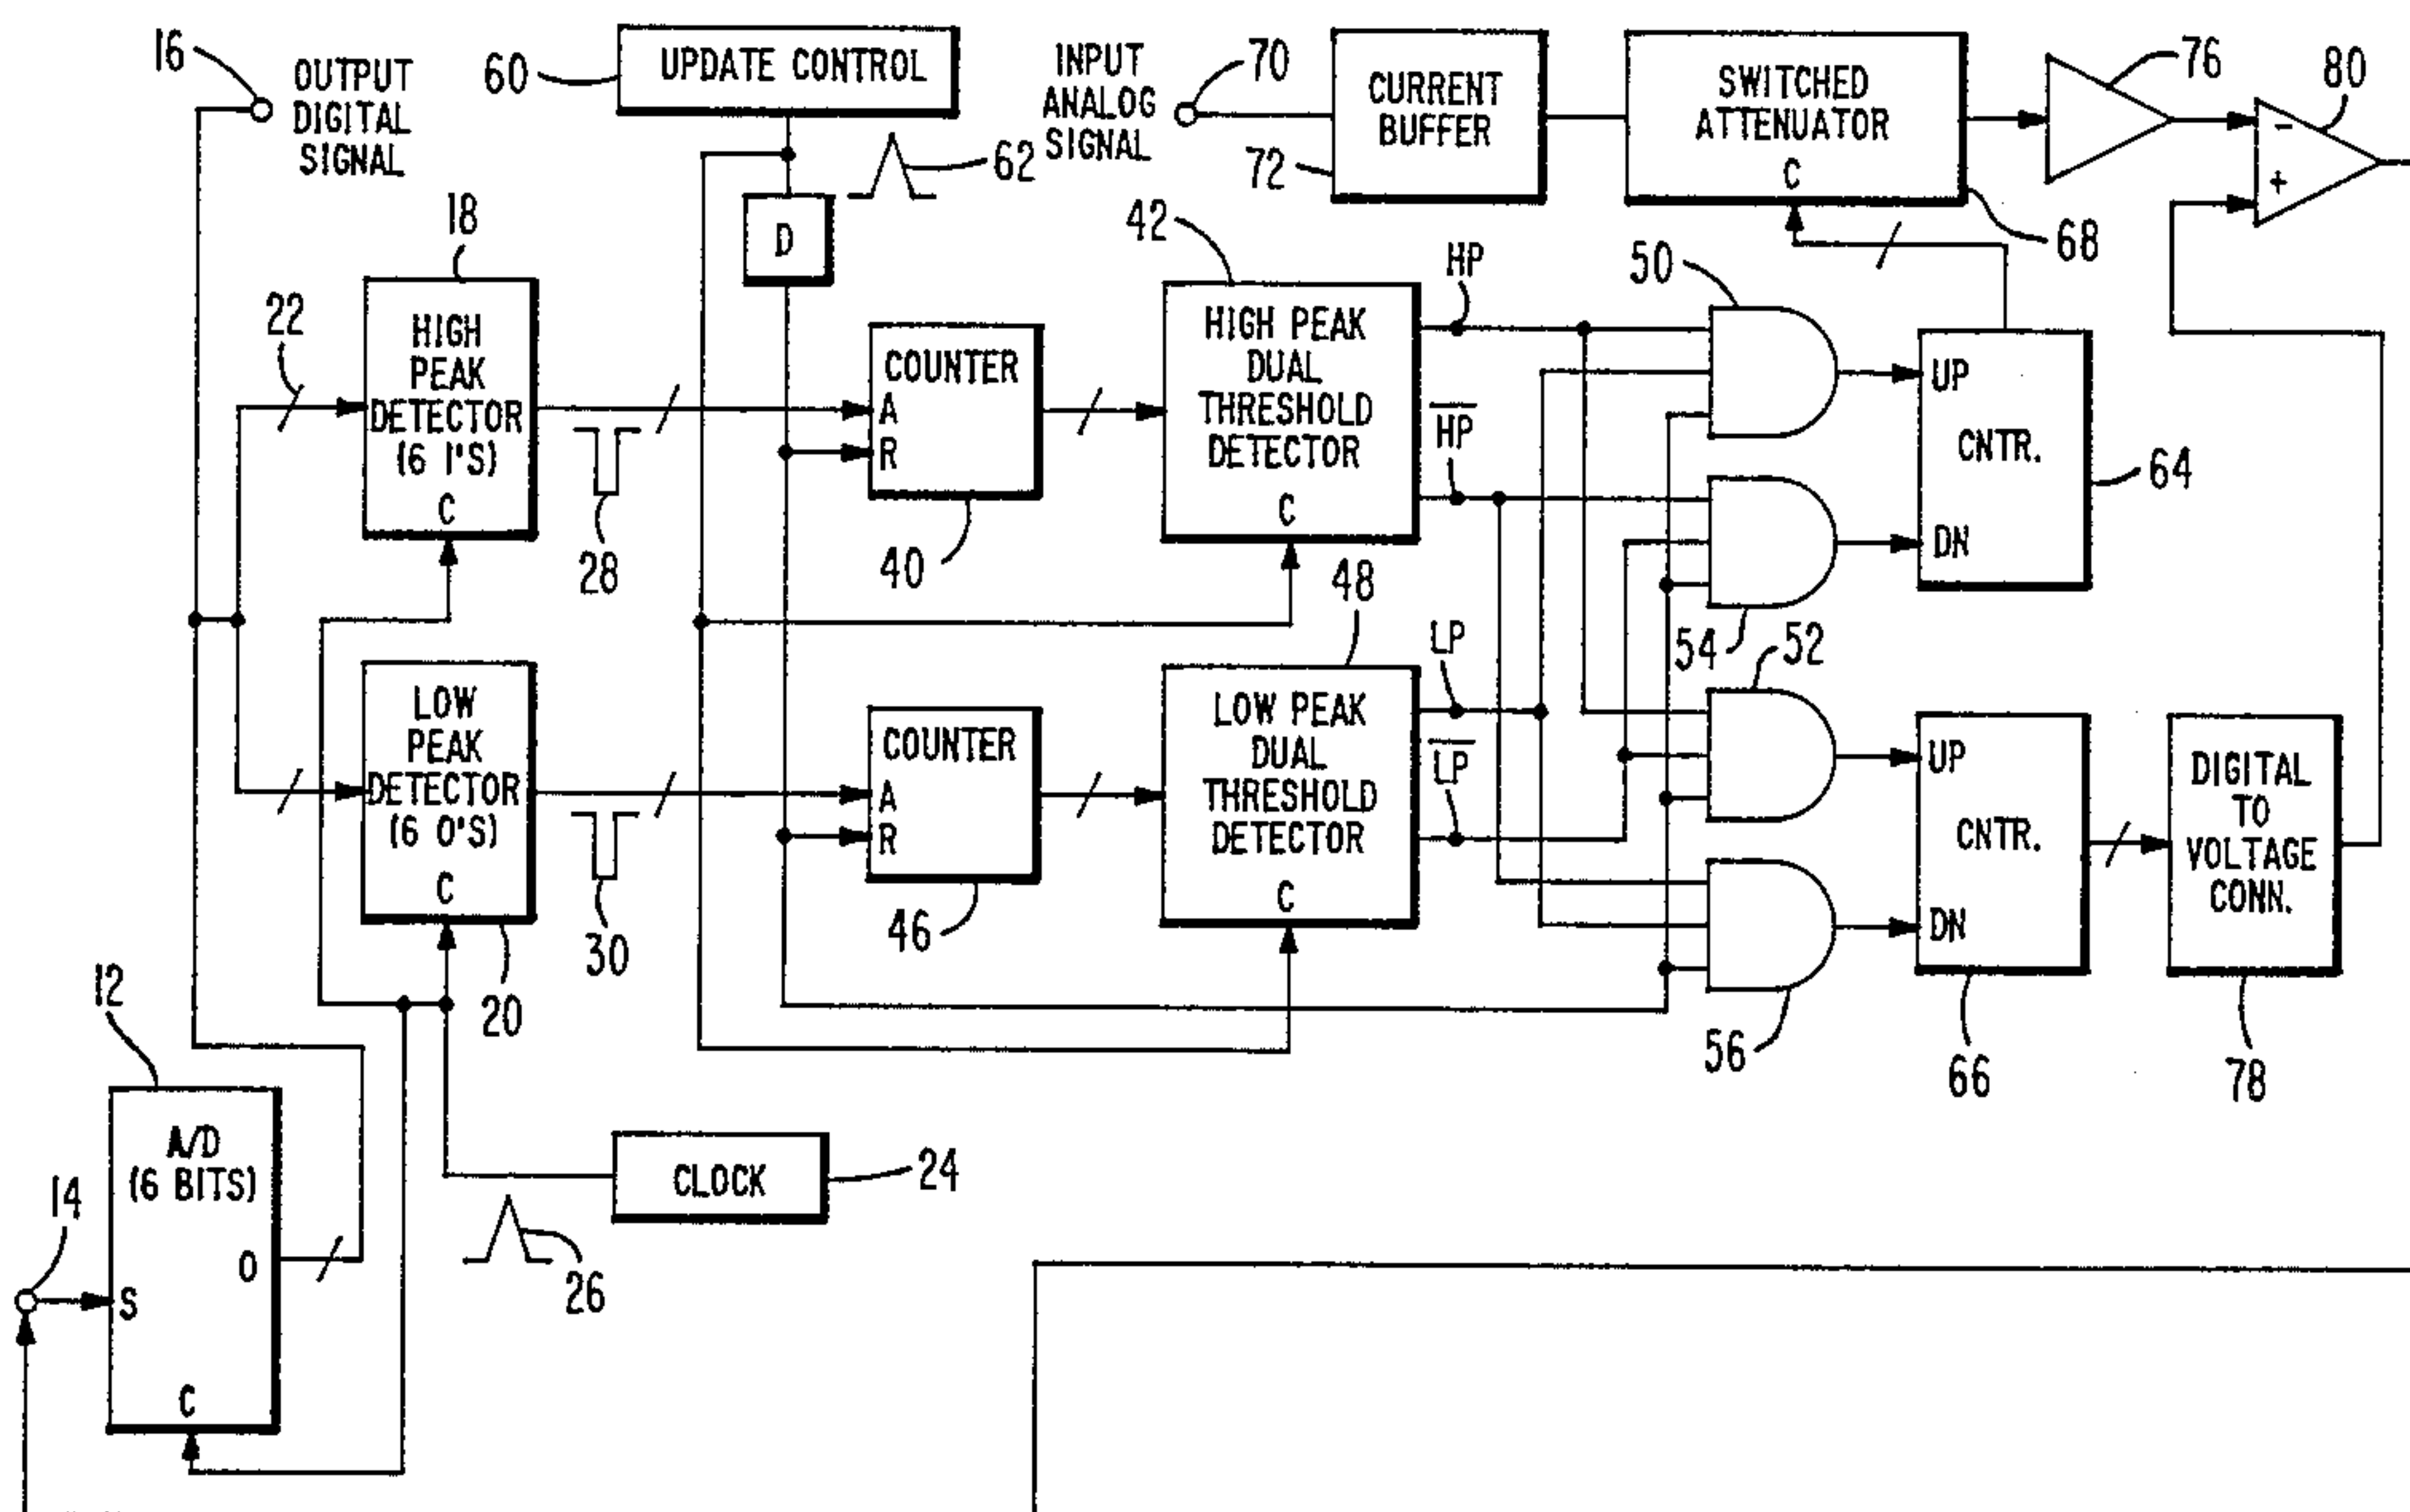 16
OUTPUT
DIGITAL
SIGNAL
60
UPDATE CONTROL
62
D
INPUT
ANALOG
SIGNAL
70
CURRENT
BUFFER
72
SWITCHED
ATTENUATOR
C
68
76
80
-
+
18
22
HIGH
PEAK
DETECTOR
(6 1'S)
C
28
COUNTER
A
R
40
42
HIGH PEAK
DUAL
THRESHOLD
DETECTOR
C
HP
H̅P̅
50
54
UP
CNTR.
DN
64
LOW
PEAK
DETECTOR
(6 0'S)
C
20
30
COUNTER
A
R
46
48
LOW PEAK
DUAL
THRESHOLD
DETECTOR
C
LP
L̅P̅
52
56
UP
CNTR.
DN
66
DIGITAL
TO
VOLTAGE
CONN.
78
12
A/D
(6 BITS)
O
S
C
14
CLOCK
24
26